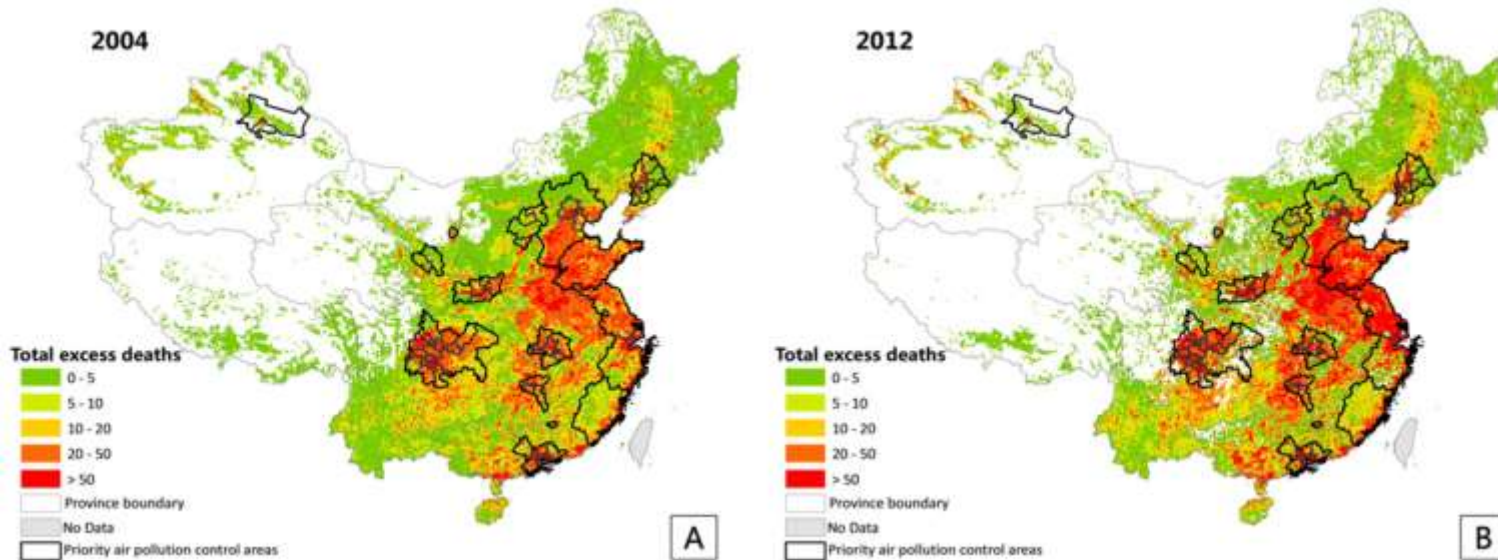 2004
Total excess deaths
0 - 5
5 - 10
10 - 20
20 - 50
> 50
Province boundary
No Data
Priority air pollution control areas
A
2012
Total excess deaths
0 - 5
5 - 10
10 - 20
20 - 50
> 50
Province boundary
No Data
Priority air pollution control areas
B